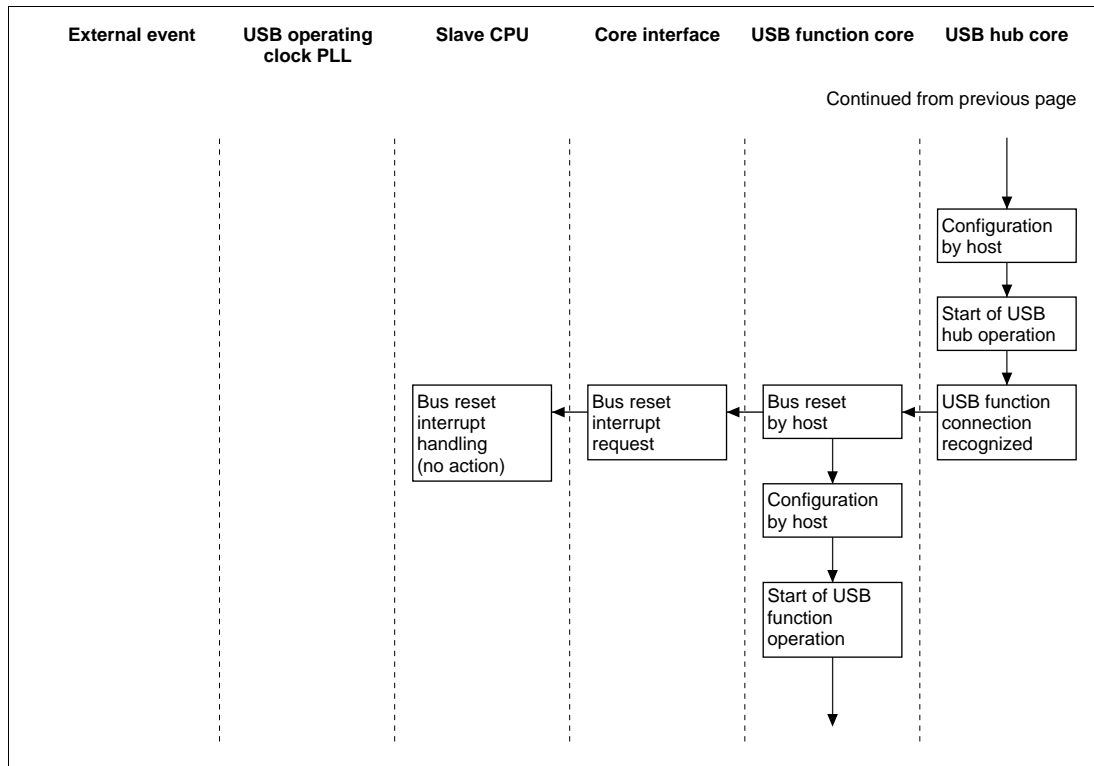 External event
USB operating
clock PLL
Slave CPU
Core interface
USB function core
USB hub core
Continued from previous page
Configuration
by host
Start of USB
hub operation
USB function
connection
recognized
Bus reset
by host
Bus reset
interrupt
request
Bus reset
interrupt
handling
(no action)
Configuration
by host
Start of USB
function
operation